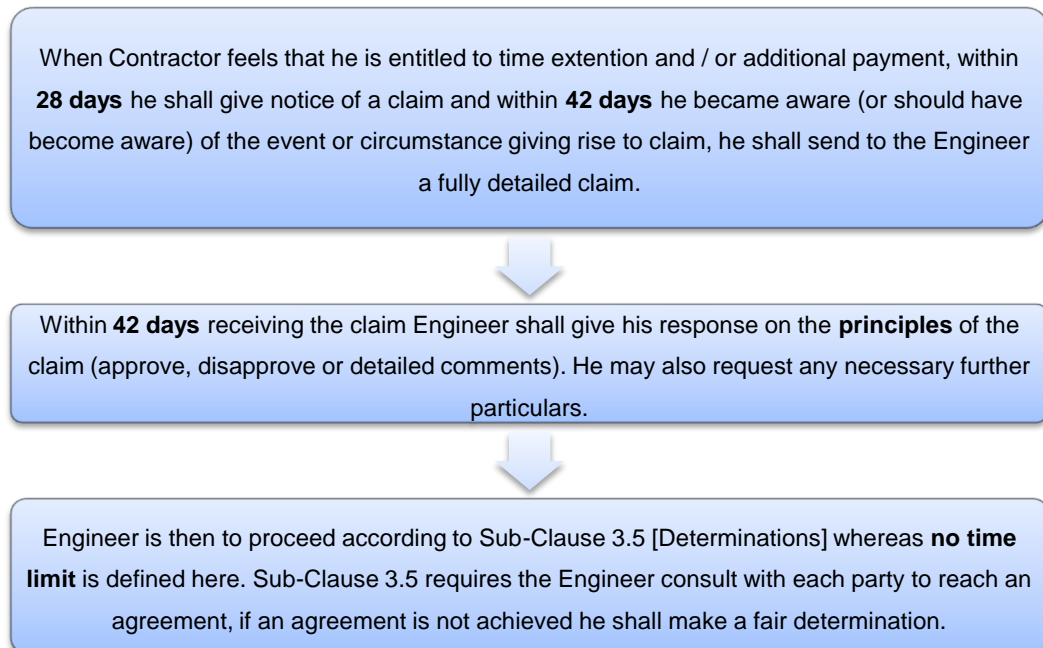 When Contractor feels that he is entitled to time extention and / or additional payment, within
28 days he shall give notice of a claim and within 42 days he became aware (or should have
become aware) of the event or circumstance giving rise to claim, he shall send to the Engineer
a fully detailed claim.
Within 42 days receiving the claim Engineer shall give his response on the principles of the
claim (approve, disapprove or detailed comments). He may also request any necessary further
particulars.
Engineer is then to proceed according to Sub-Clause 3.5 [Determinations] whereas no time
limit is defined here. Sub-Clause 3.5 requires the Engineer consult with each party to reach an
agreement, if an agreement is not achieved he shall make a fair determination.